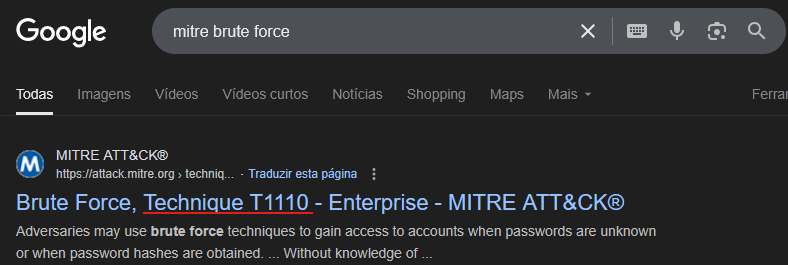 Google mitre brute force
Todas Imagens Vídeos Vídeos curtos Notícias Shopping Maps Mais Ferrar
M MITRE ATT&CK®
https://attack.mitre.org › techniq... · Traduzir esta página
Brute Force, Technique T1110 - Enterprise - MITRE ATT&CK®
Adversaries may use brute force techniques to gain access to accounts when passwords are unknown
or when password hashes are obtained. ... Without knowledge of ...